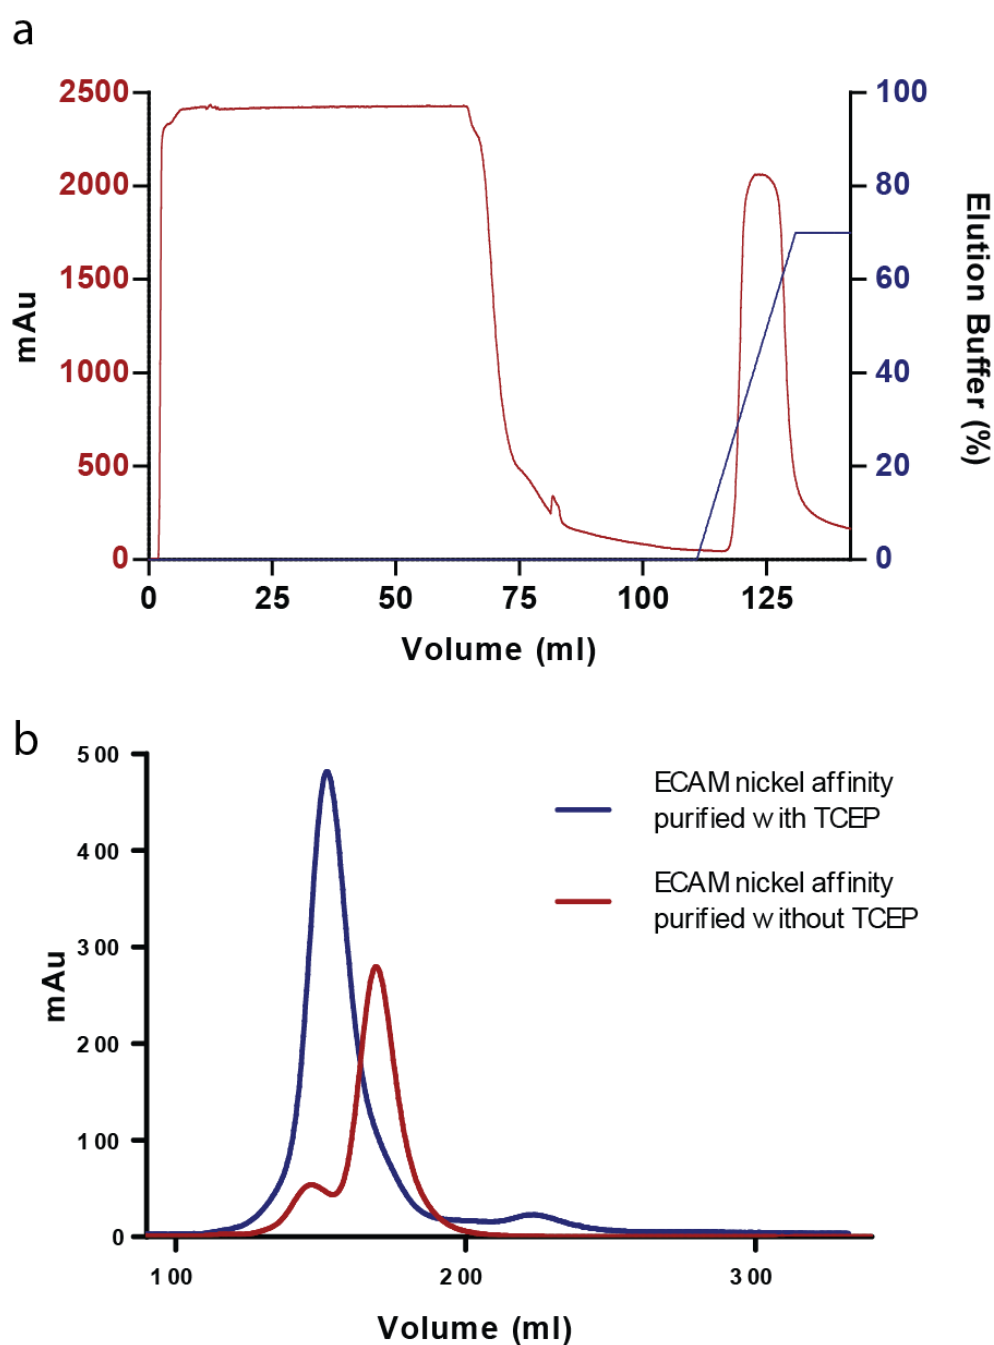 a
2500
2000
1500
1000
500
0
mAu
100
80
60
40
20
0
Elution Buffer (%)
0 25 50 75 100 125
Volume (ml)
b
500
400
300
200
100
0
mAu
ECAM nickel affinity
purified with TCEP
ECAM nickel affinity
purified without TCEP
100 200 300
Volume (ml)